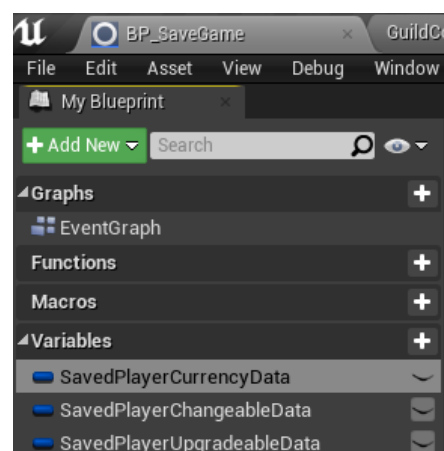 BP_SaveGame GuildCo
File Edit Asset View Debug Window
My Blueprint
Add New Search
Graphs
EventGraph
Functions
Macros
Variables
SavedPlayerCurrencyData
SavedPlayerChangeableData
SavedPlayerUpgradeableData